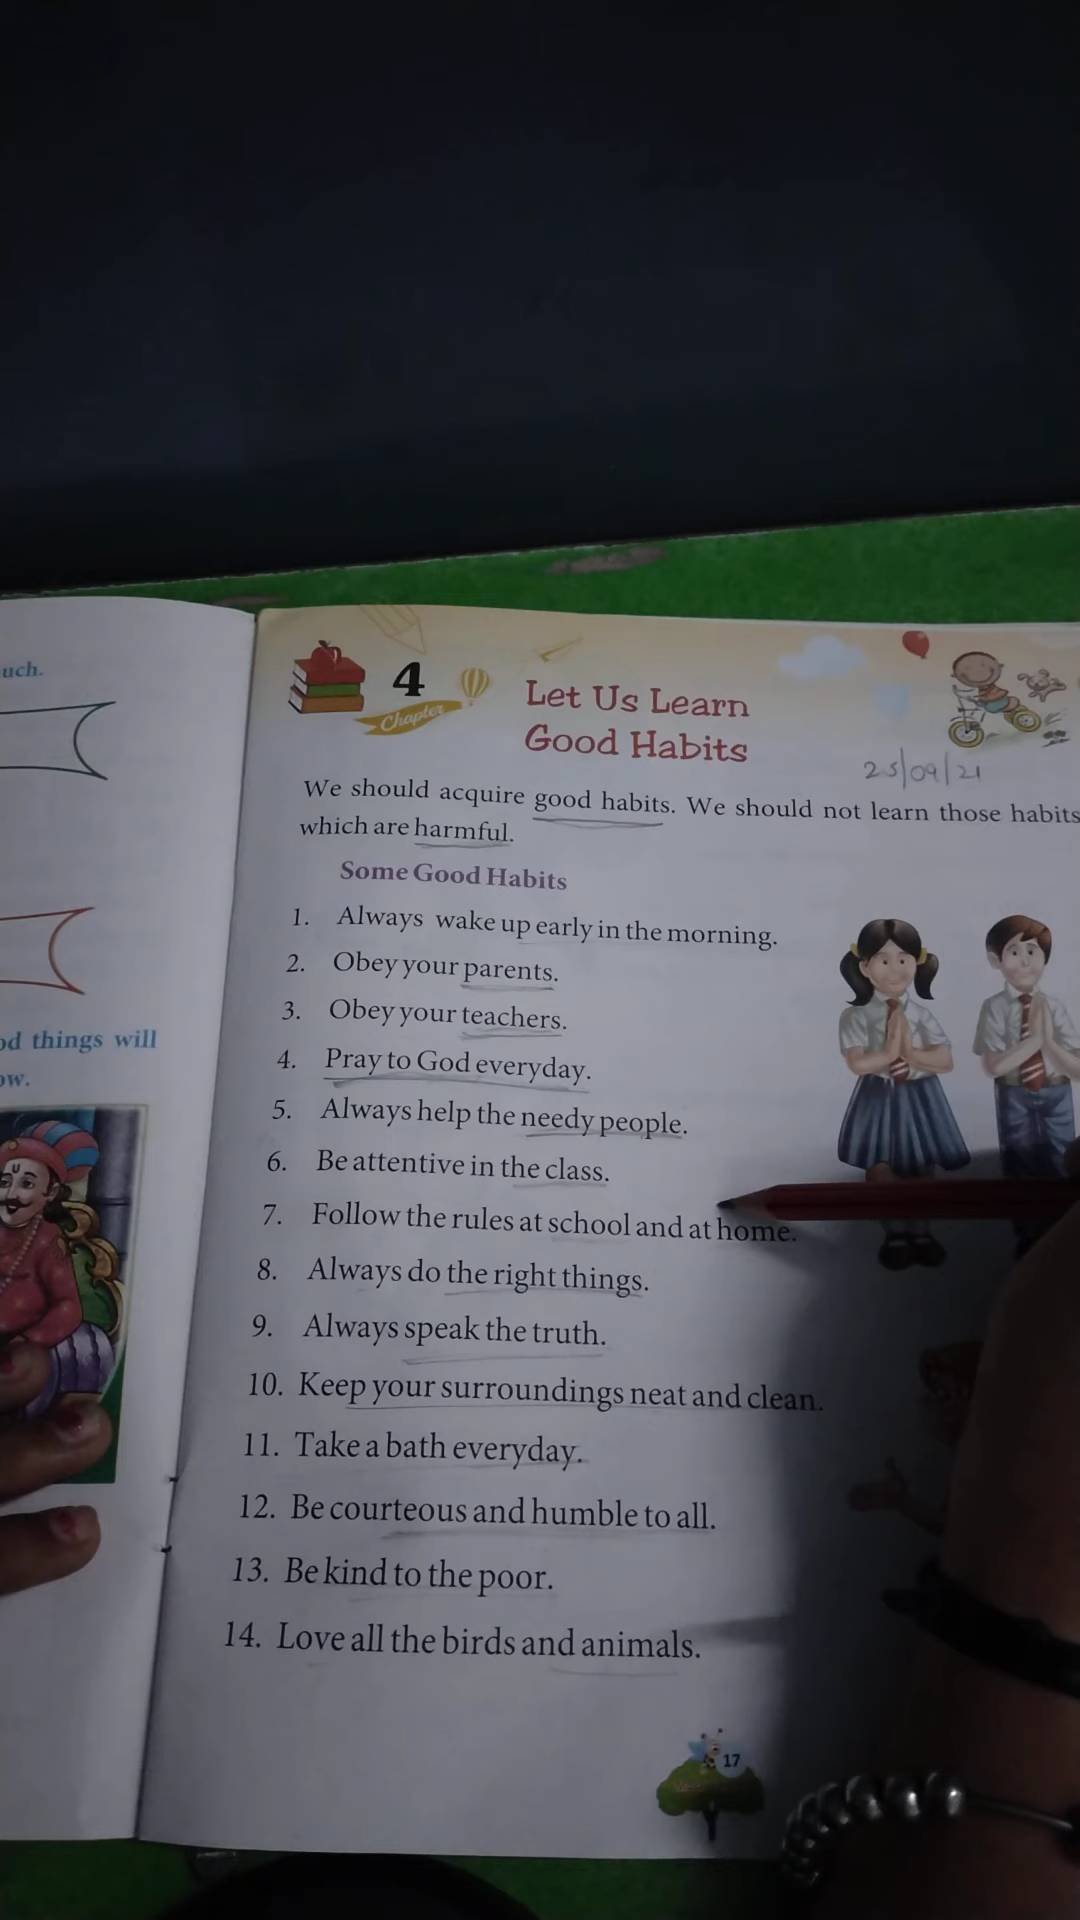 uch.
things will
4
Chapter
Let Us Learn
Good Habits
25/09/21
We should acquire good habits. We should not learn those habits
which are harmful.
Some Good Habits
1. Always wake up early in the morning.
2. Obey your parents.
3. Obey your teachers.
4. Pray to God everyday.
5. Always help the needy people.
6. Be attentive in the class.
7. Follow the rules at school and at home.
8. Always do the right things.
9. Always speak the truth.
10. Keep your surroundings neat and clean.
11. Take a bath everyday.
12. Be courteous and humble to all.
13. Be kind to the poor.
14. Love all the birds and animals.
17